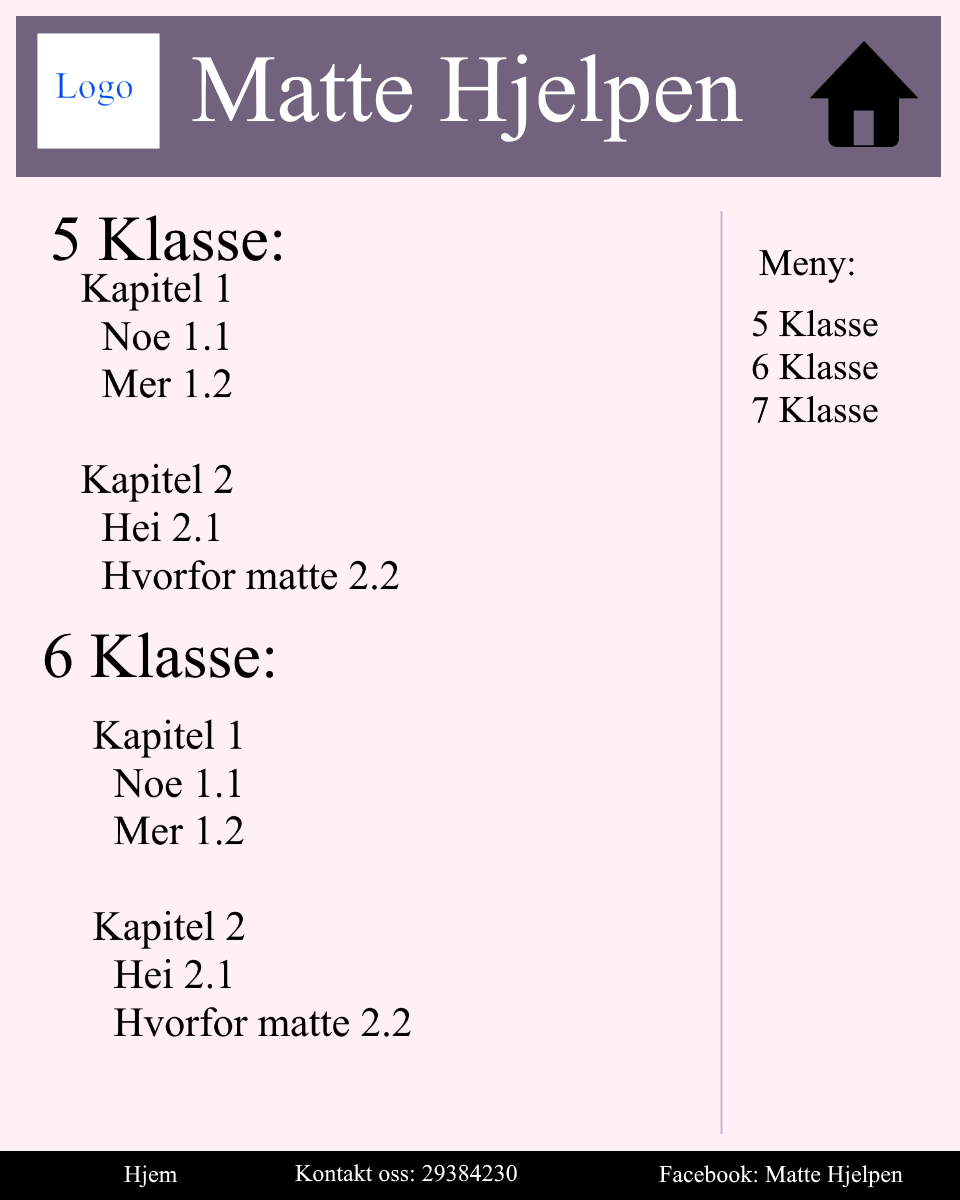 Logo
Matte Hjelpen
5 Klasse:
Kapitel 1
Noe 1.1
Mer 1.2
Kapitel 2
Hei 2.1
Hvorfor matte 2.2
6 Klasse:
Kapitel 1
Noe 1.1
Mer 1.2
Kapitel 2
Hei 2.1
Hvorfor matte 2.2
Meny:
5 Klasse
6 Klasse
7 Klasse
Hjem
Kontakt oss: 29384230
Facebook: Matte Hjelpen